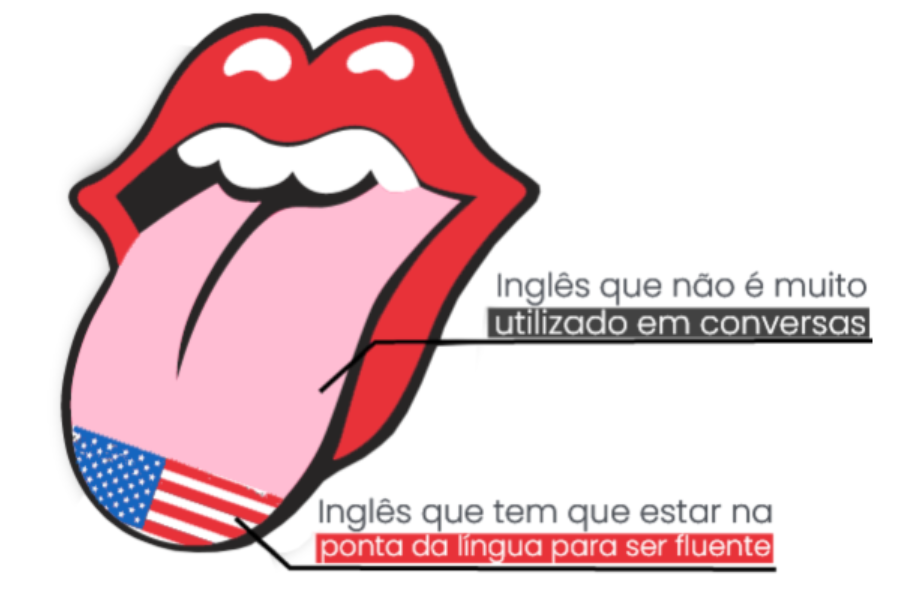 Inglês que não é muito
utilizado em conversas
Inglês que tem que estar na
ponta da língua para ser fluente